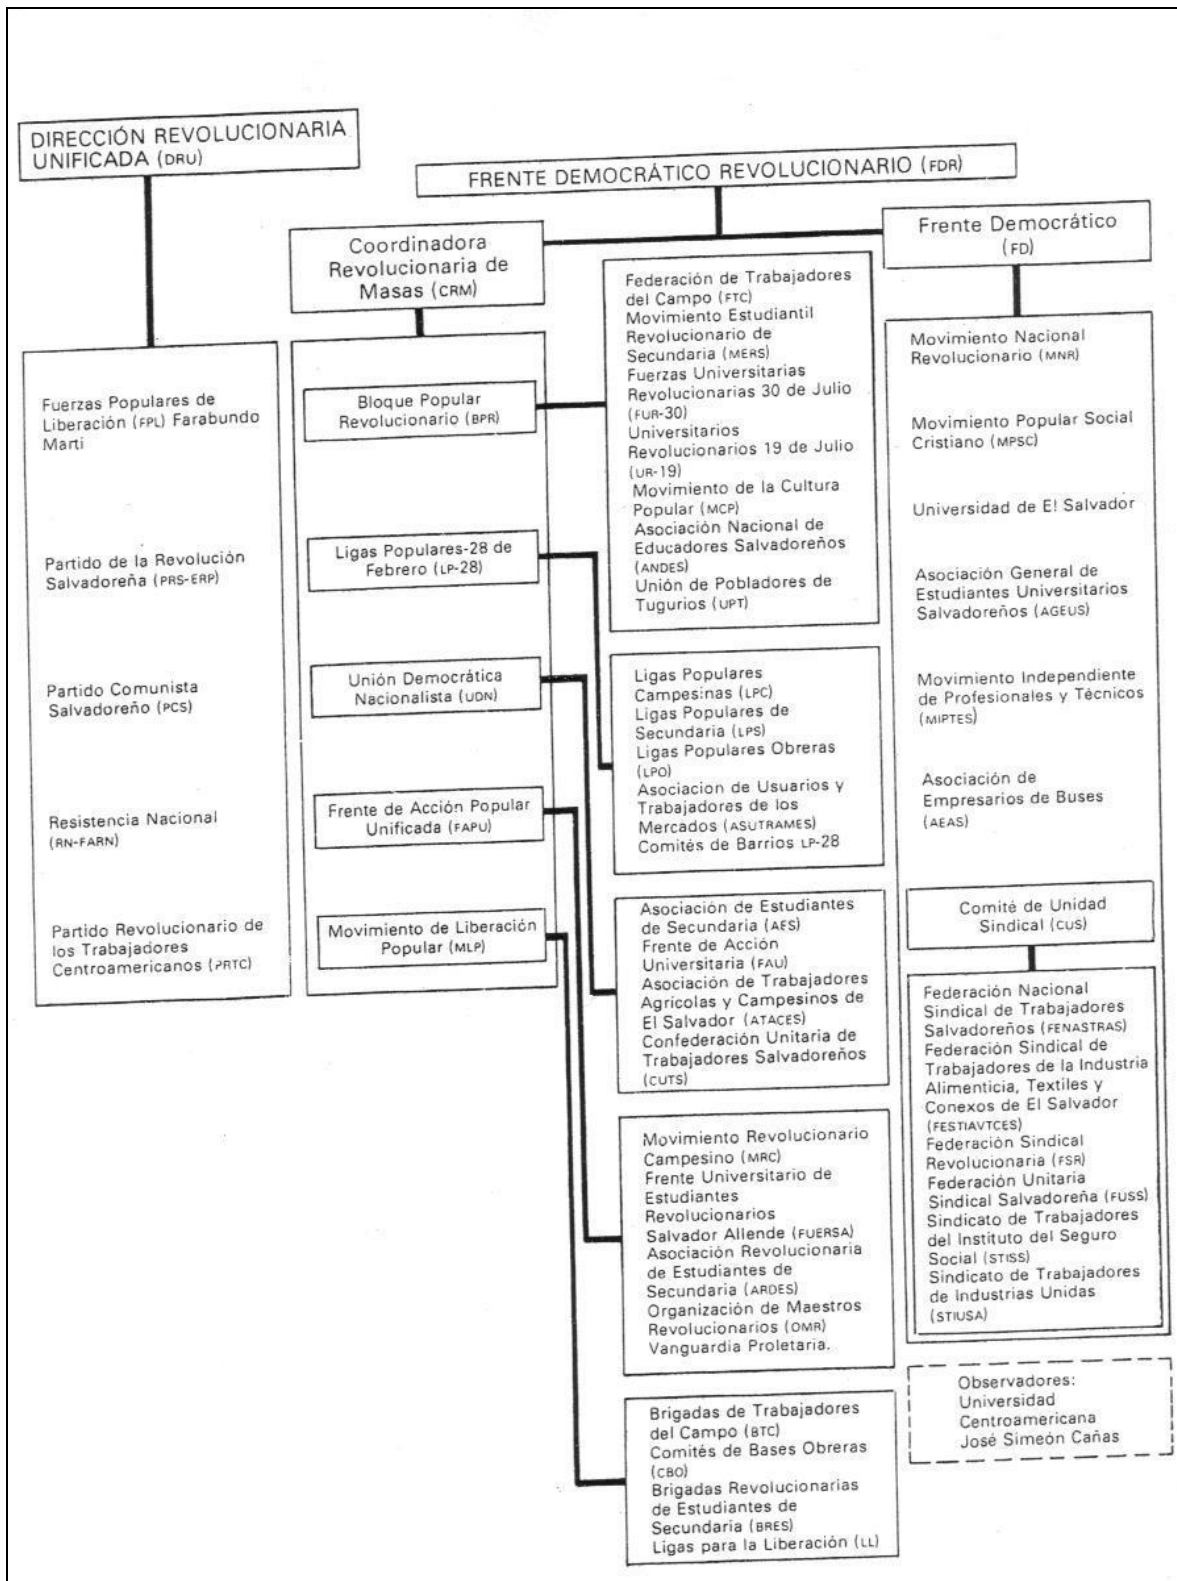 DIRECCIÓN REVOLUCIONARIA
UNIFICADA (DRU)
FRENTE DEMOCRÁTICO REVOLUCIONARIO (FDR)
Coordinadora
Revolucionaria de
Masas (CRM)
Frente Democrático
(FD)
Fuerzas Populares de
Liberación (FPL) Farabundo
Marti
Partido de la Revolución
Salvadoreña (PRS-ERP)
Partido Comunista
Salvadoreño (PCS)
Resistencia Nacional
(RN-FARN)
Partido Revolucionario de
los Trabajadores
Centroamericanos (PRTC)
Bloque Popular
Revolucionario (BPR)
Ligas Populares-28 de
Febrero (LP-28)
Unión Democrática
Nacionalista (UDN)
Frente de Acción Popular
Unificada (FAPU)
Movimiento de Liberación
Popular (MLP)
Federación de Trabajadores
del Campo (FTC)
Movimiento Estudiantil
Revolucionario de
Secundaria (MERS)
Fuerzas Universitarias
Revolucionarias 30 de Julio
(FUR-30)
Universitarios
Revolucionarios 19 de Julio
(UR-19)
Movimiento de la Cultura
Popular (MCP)
Asociación Nacional de
Educadores Salvadoreños
(ANDES)
Unión de Pobladores de
Tugurios (UPT)
Ligas Populares
Campesinas (LPC)
Ligas Populares de
Secundaria (LPS)
Ligas Populares Obreras
(LPO)
Asociacion de Usuarios y
Trabajadores de los
Mercados (ASUTRAMES)
Comités de Barrios LP-28
Asociación de Estudiantes
de Secundaria (AES)
Frente de Acción
Universitaria (FAU)
Asociación de Trabajadores
Agrícolas y Campesinos de
El Salvador (ATACES)
Confederación Unitaria de
Trabajadores Salvadoreños
(CUTS)
Movimiento Revolucionario
Campesino (MRC)
Frente Universitario de
Estudiantes
Revolucionarios
Salvador Allende (FUERSA)
Asociación Revolucionaria
de Estudiantes de
Secundaria (ARDES)
Organización de Maestros
Revolucionarios (OMR)
Vanguardia Proletaria.
Brigadas de Trabajadores
del Campo (BTC)
Comités de Bases Obreras
(CBO)
Brigadas Revolucionarias
de Estudiantes de
Secundaria (BRES)
Ligas para la Liberación (LL)
Movimiento Nacional
Revolucionario (MNR)
Movimiento Popular Social
Cristiano (MPSC)
Universidad de El Salvador
Asociación General de
Estudiantes Universitarios
Salvadoreños (AGEUS)
Movimiento Independiente
de Profesionales y Técnicos
(MIPTES)
Asociación de
Empresarios de Buses
(AEAS)
Comité de Unidad
Sindical (CUS)
Federación Nacional
Sindical de Trabajadores
Salvadoreños (FENASTRAS)
Federación Sindical de
Trabajadores de la Industria
Alimenticia, Textiles y
Conexos de El Salvador
(FESTIAVTCES)
Federación Sindical
Revolucionaria (FSR)
Federación Unitaria
Sindical Salvadoreña (FUSS)
Sindicato de Trabajadores
del Instituto del Seguro
Social (STISS)
Sindicato de Trabajadores
de Industrias Unidas
(STIUSA)
Observadores:
Universidad
Centroamericana
José Simeón Cañas